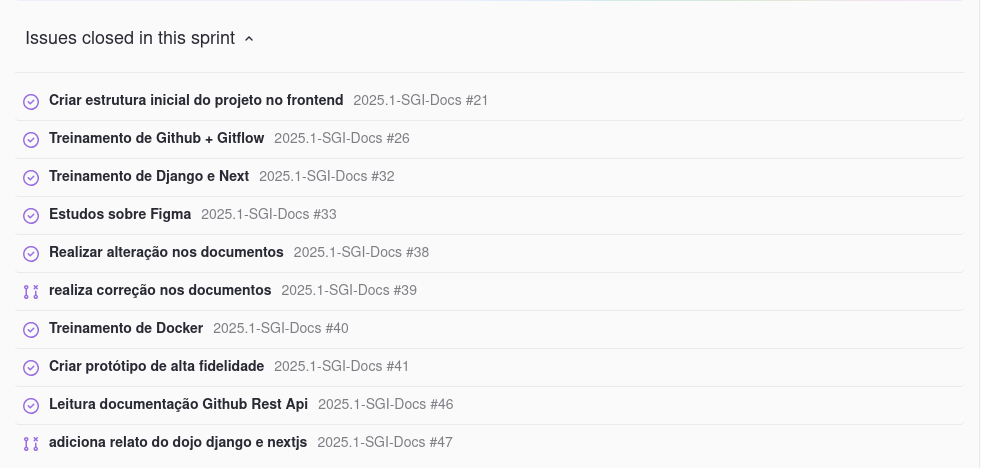 Issues closed in this sprint
Criar estrutura inicial do projeto no frontend 2025.1-SGI-Docs #21
Treinamento de Github + Gitflow 2025.1-SGI-Docs #26
Treinamento de Django e Next 2025.1-SGI-Docs #32
Estudos sobre Figma 2025.1-SGI-Docs #33
Realizar alteração nos documentos 2025.1-SGI-Docs #38
realiza correção nos documentos 2025.1-SGI-Docs #39
Treinamento de Docker 2025.1-SGI-Docs #40
Criar protótipo de alta fidelidade 2025.1-SGI-Docs #41
Leitura documentação Github Rest Api 2025.1-SGI-Docs #46
adiciona relato do dojo django e nextjs 2025.1-SGI-Docs #47